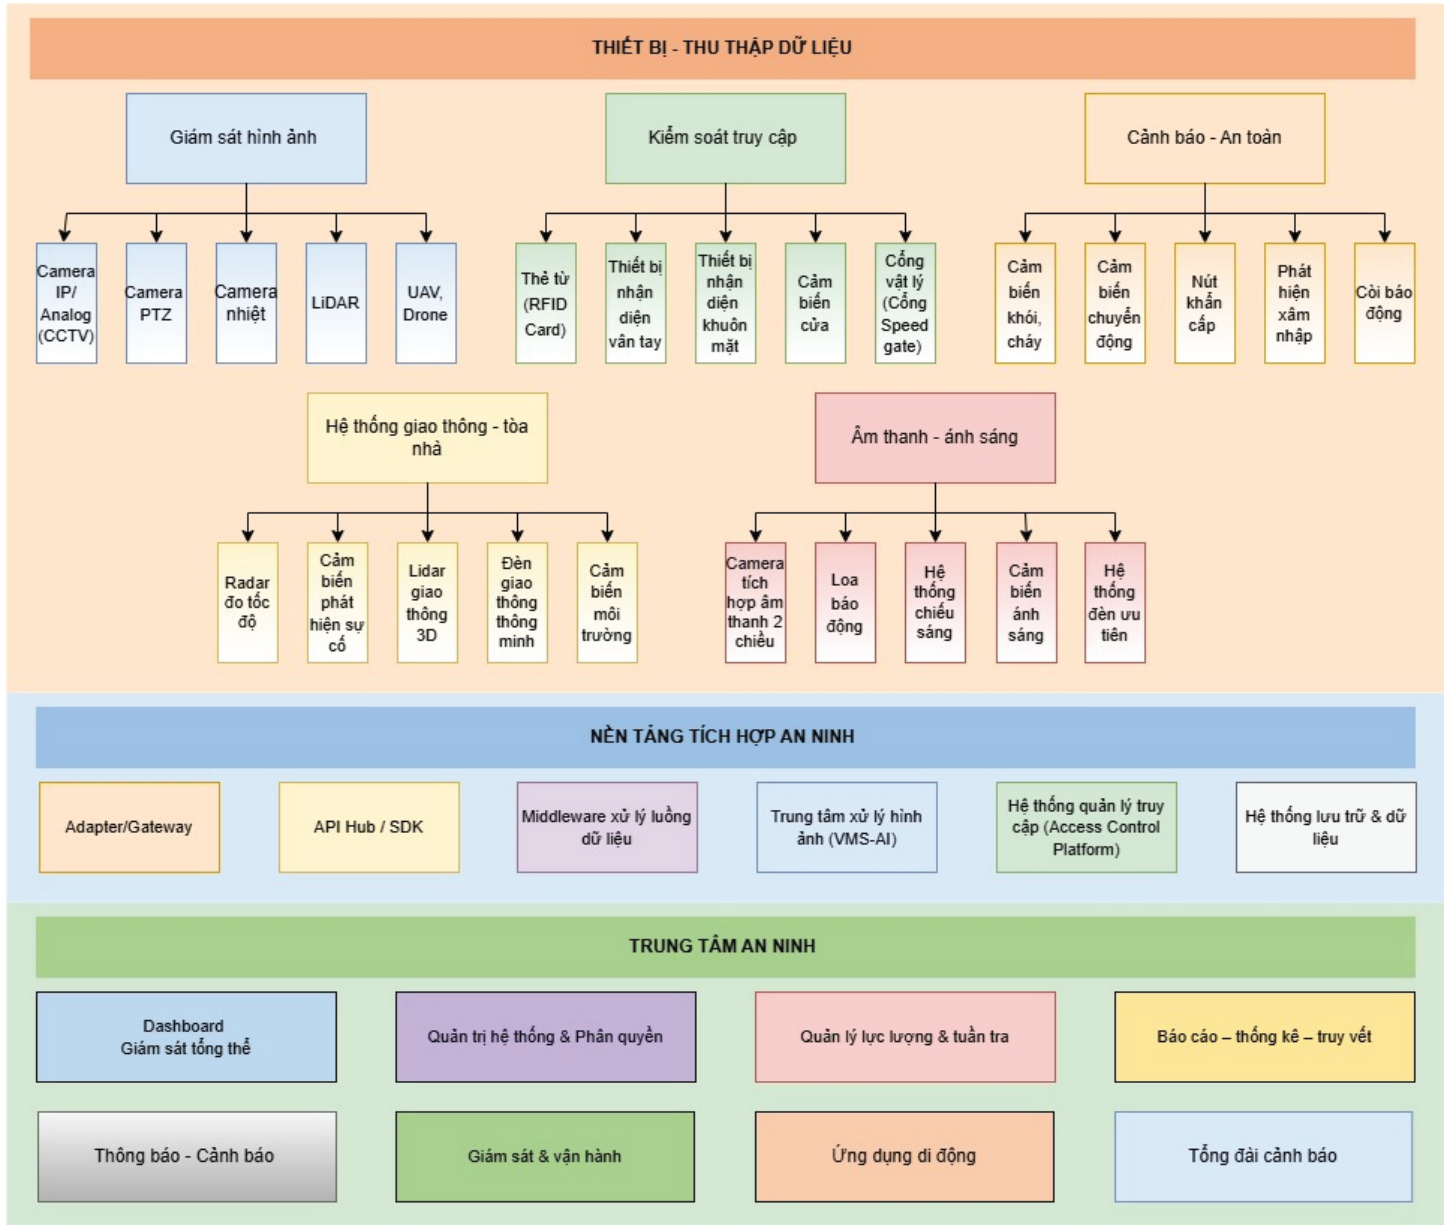 THIẾT BỊ - THU THẬP DỮ LIỆU
Giám sát hình ảnh
Kiểm soát truy cập
Cảnh báo - An toàn
Camera
IP/
Analog
(CCTV)
Camera
PTZ
Camera
nhiệt
LiDAR
UAV,
Drone
Thẻ từ
(RFID
Card)
Thiết bị
nhận
diện
vân tay
Thiết bị
nhận
diện
khuôn
mặt
Cảm
biến
cửa
Cổng
vật lý
(Cổng
Speed
gate)
Cảm
biến
khói,
cháy
Cảm
biến
chuyển
động
Nút
khẩn
cấp
Phát
hiện
xâm
nhập
Còi báo
động
Hệ thống giao thông - tòa
nhà
Âm thanh - ánh sáng
Radar
đo tốc
độ
Cảm
biến
phát
hiện sự
cố
Lidar
giao
thông
3D
Đèn
giao
thông
thông
minh
Cảm
biến
môi
trường
Camera
tích
hợp âm
thanh 2
chiều
Loa
báo
động
Hệ
thống
chiếu
sáng
Cảm
biến
ánh
sáng
Hệ
thống
đèn ưu
tiên
NỀN TẢNG TÍCH HỢP AN NINH
Adapter/Gateway
API Hub / SDK
Middleware xử lý luồng
dữ liệu
Trung tâm xử lý hình
ảnh (VMS-AI)
Hệ thống quản lý truy
cập (Access Control
Platform)
Hệ thống lưu trữ & dữ
liệu
TRUNG TÂM AN NINH
Dashboard
Giám sát tổng thể
Quản trị hệ thống & Phân quyền
Quản lý lực lượng & tuần tra
Báo cáo – thống kê – truy vết
Thông báo - Cảnh báo
Giám sát & vận hành
Ứng dụng di động
Tổng đài cảnh báo